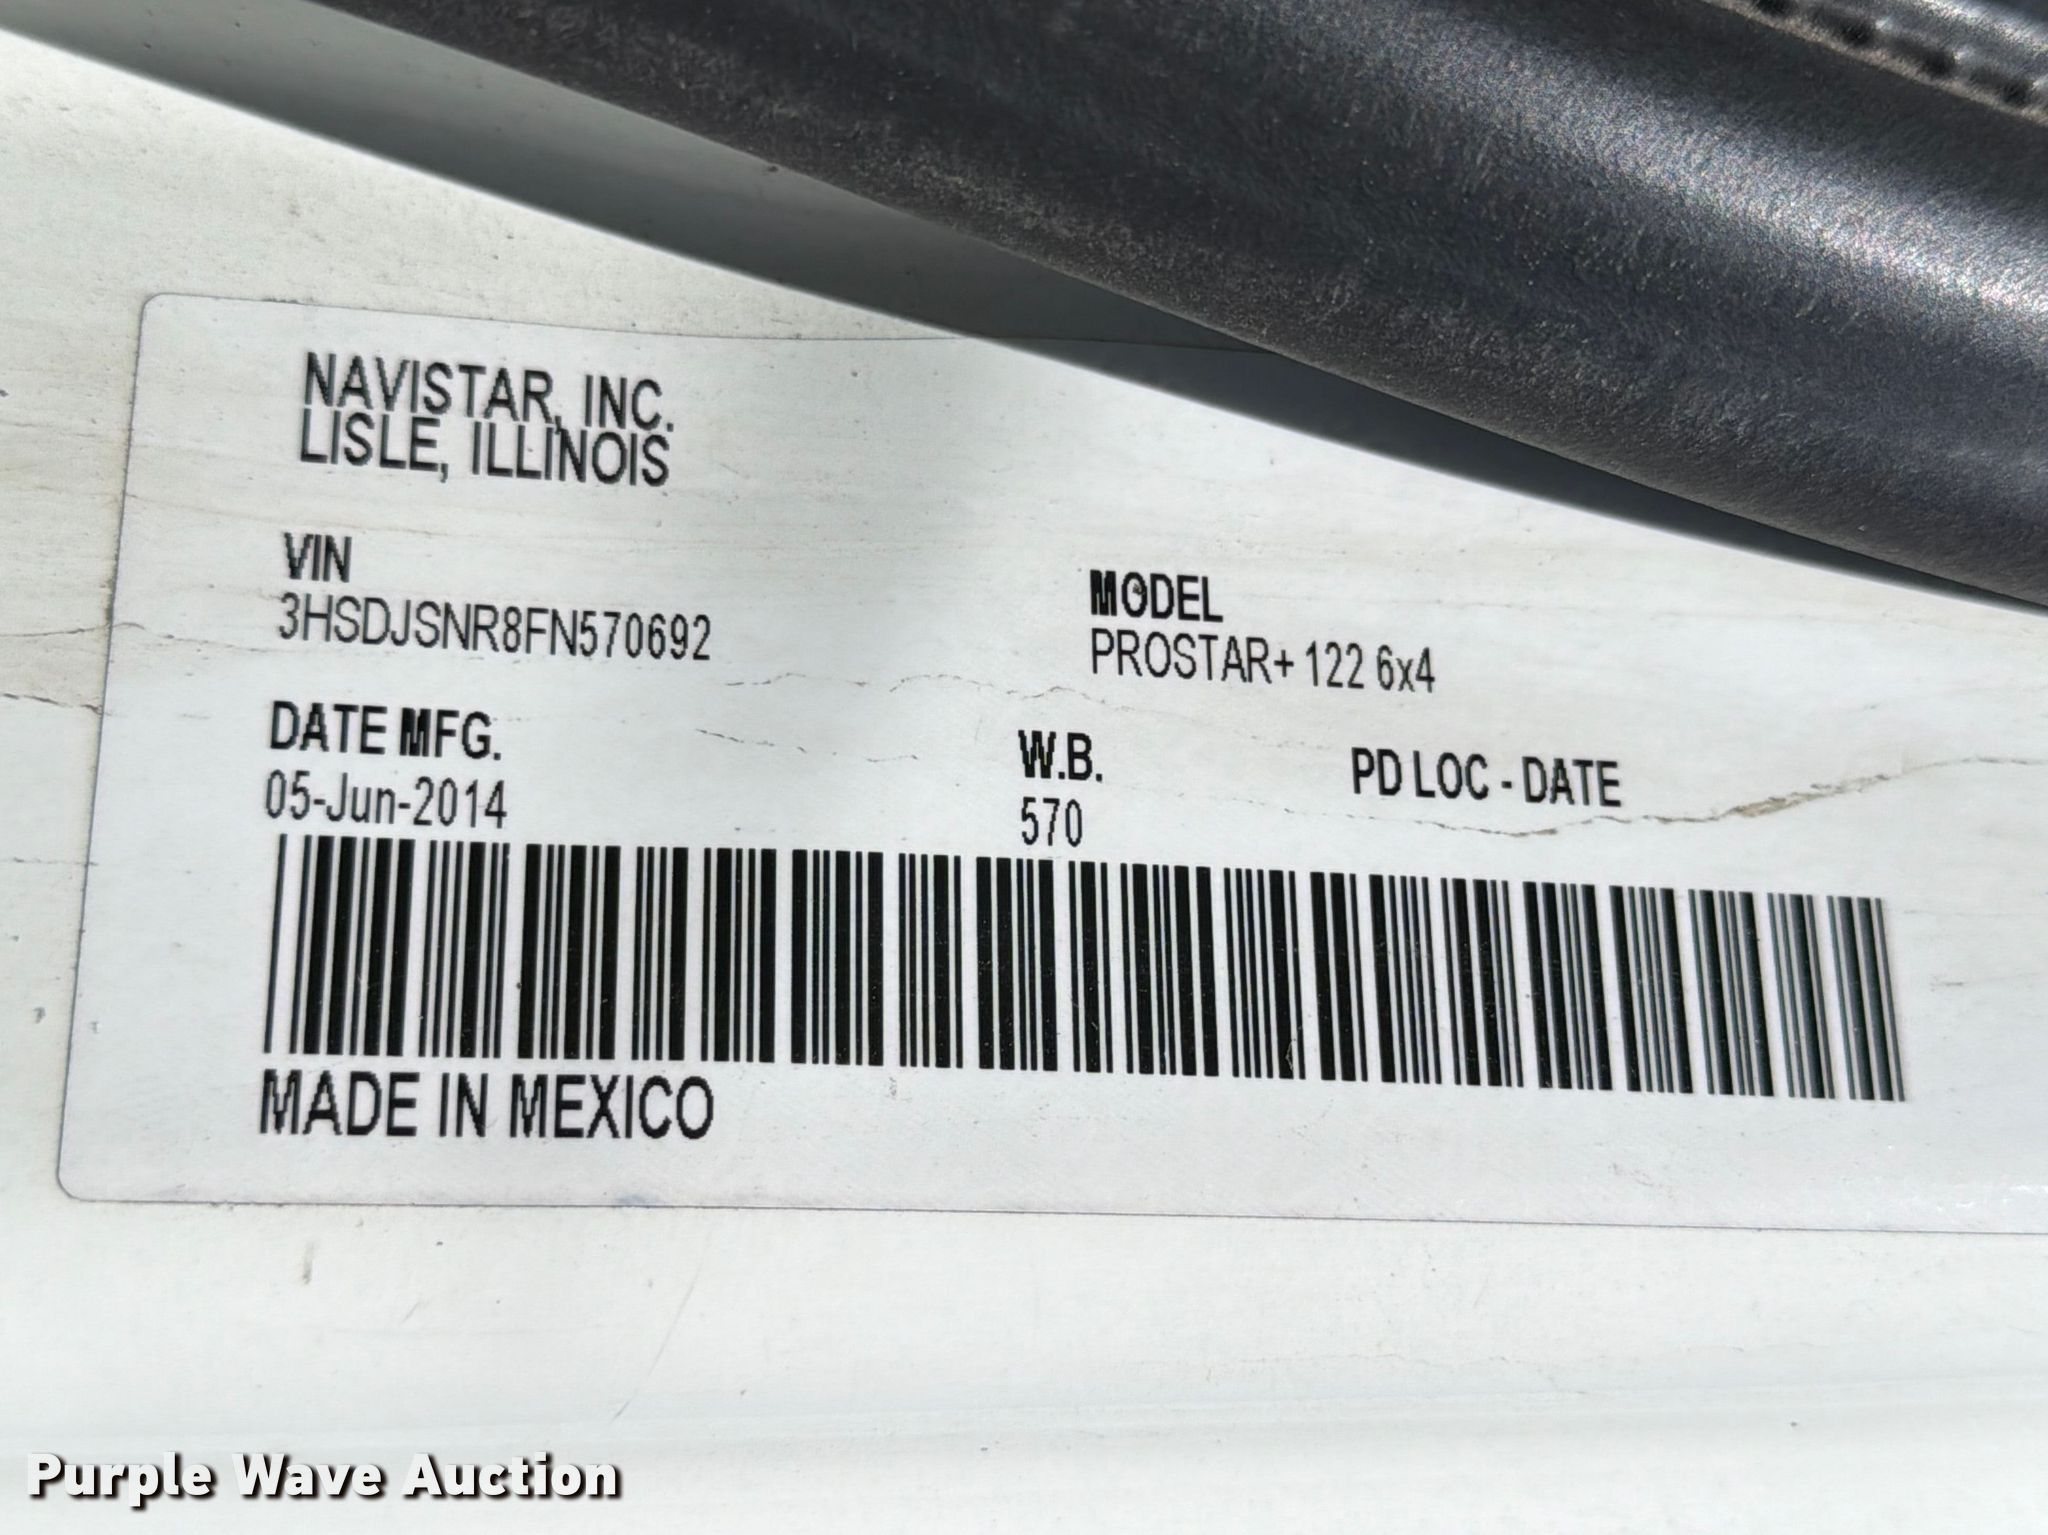 NAVISTAR, INC.
LISLE, ILLINOIS
VIN
3HSDJSNR8FN570692
MODEL
PROSTAR+ 122 6x4
DATE MFG.
05-Jun-2014
W.B.
570
PD LOC - DATE
MADE IN MEXICO
Purple Wave Auction